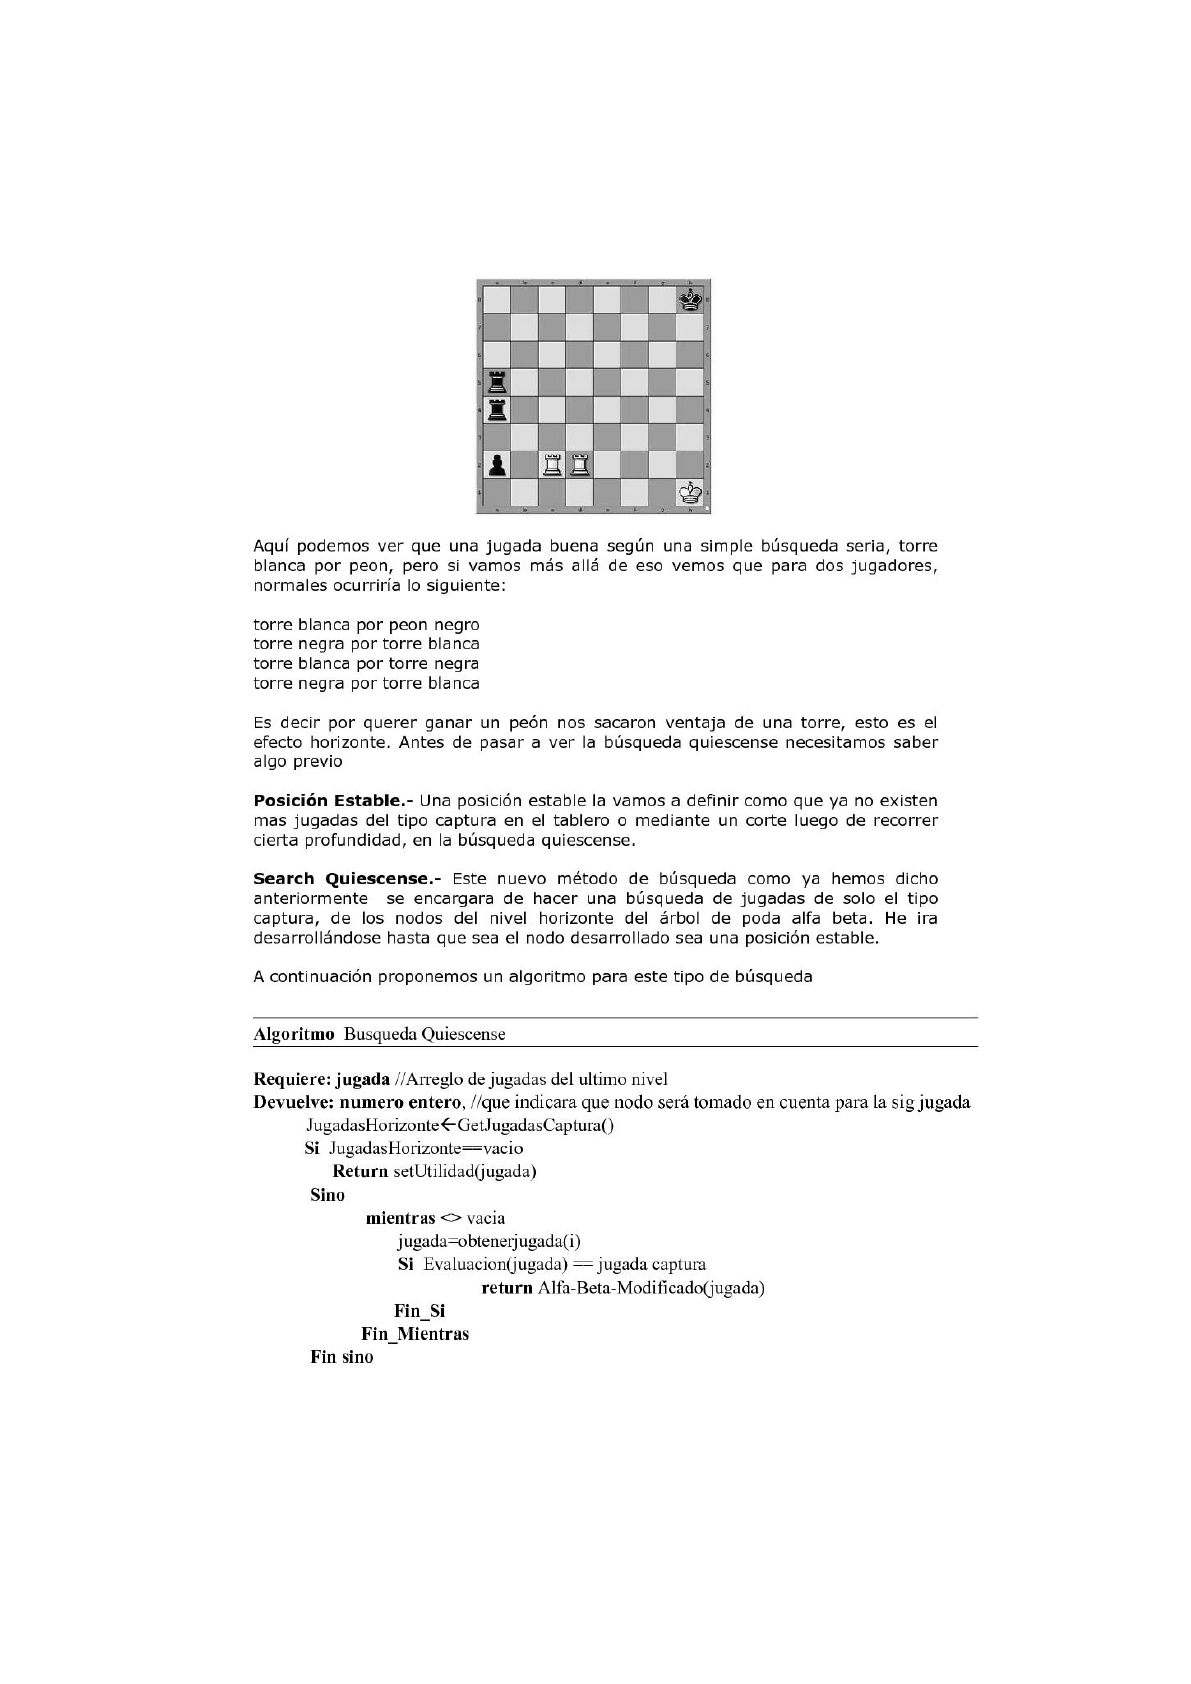 Aquí podemos ver que una jugada buena según una simple búsqueda seria, torre
blanca por peon, pero si vamos más allá de eso vemos que para dos jugadores,
normales ocurriría lo siguiente:
torre blanca por peon negro
torre negra por torre blanca
torre blanca por torre negra
torre negra por torre blanca
Es decir por querer ganar un peón nos sacaron ventaja de una torre, esto es el
efecto horizonte. Antes de pasar a ver la búsqueda quiescense necesitamos saber
algo previo
Posición Estable.- Una posición estable la vamos a definir como que ya no existen
mas jugadas del tipo captura en el tablero o mediante un corte luego de recorrer
cierta profundidad, en la búsqueda quiescense.
Search Quiescense.- Este nuevo método de búsqueda como ya hemos dicho
anteriormente se encargara de hacer una búsqueda de jugadas de solo el tipo
captura, de los nodos del nivel horizonte del árbol de poda alfa beta. He ira
desarrollándose hasta que sea el nodo desarrollado sea una posición estable.
A continuación proponemos un algoritmo para este tipo de búsqueda
Algoritmo Busqueda Quiescense
Requiere: jugada //Arreglo de jugadas del ultimo nivel
Devuelve: numero entero, //que indicara que nodo será tomado en cuenta para la sig jugada
JugadasHorizonte←GetJugadasCaptura()
Si JugadasHorizonte==vacio
Return setUtilidad(jugada)
Sino
mientras <> vacia
jugada=obtenerjugada(i)
Si Evaluacion(jugada) == jugada captura
return Alfa-Beta-Modificado(jugada)
Fin_Si
Fin_Mientras
Fin sino